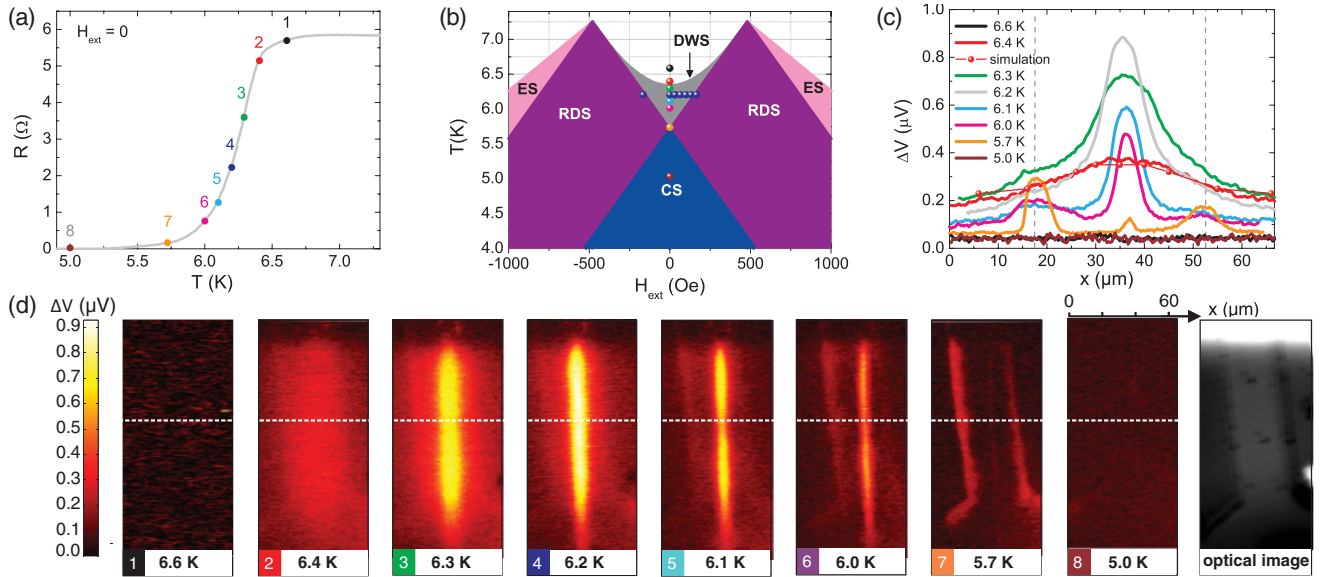 (a)
H_ext = 0
R (Ω)
6
5
4
3
2
1
0
1
2
3
4
5
6
7
8
5.0
5.5
6.0
6.5
7.0
T (K)
(b)
T(K)
7.0
6.5
6.0
5.5
5.0
4.5
4.0
DWS
ES
RDS
RDS
ES
CS
-1000
-500
0
500
1000
H_ext (Oe)
(c)
ΔV (μV)
1.0
0.8
0.6
0.4
0.2
0.0
6.6 K
6.4 K
simulation
6.3 K
6.2 K
6.1 K
6.0 K
5.7 K
5.0 K
0
10
20
30
40
50
60
x (μm)
(d)
ΔV (μV)
0.9
0.8
0.7
0.6
0.5
0.4
0.3
0.2
0.1
0.0
0 60
x (μm)
1 6.6 K
2 6.4 K
3 6.3 K
4 6.2 K
5 6.1 K
6 6.0 K
7 5.7 K
8 5.0 K
optical image